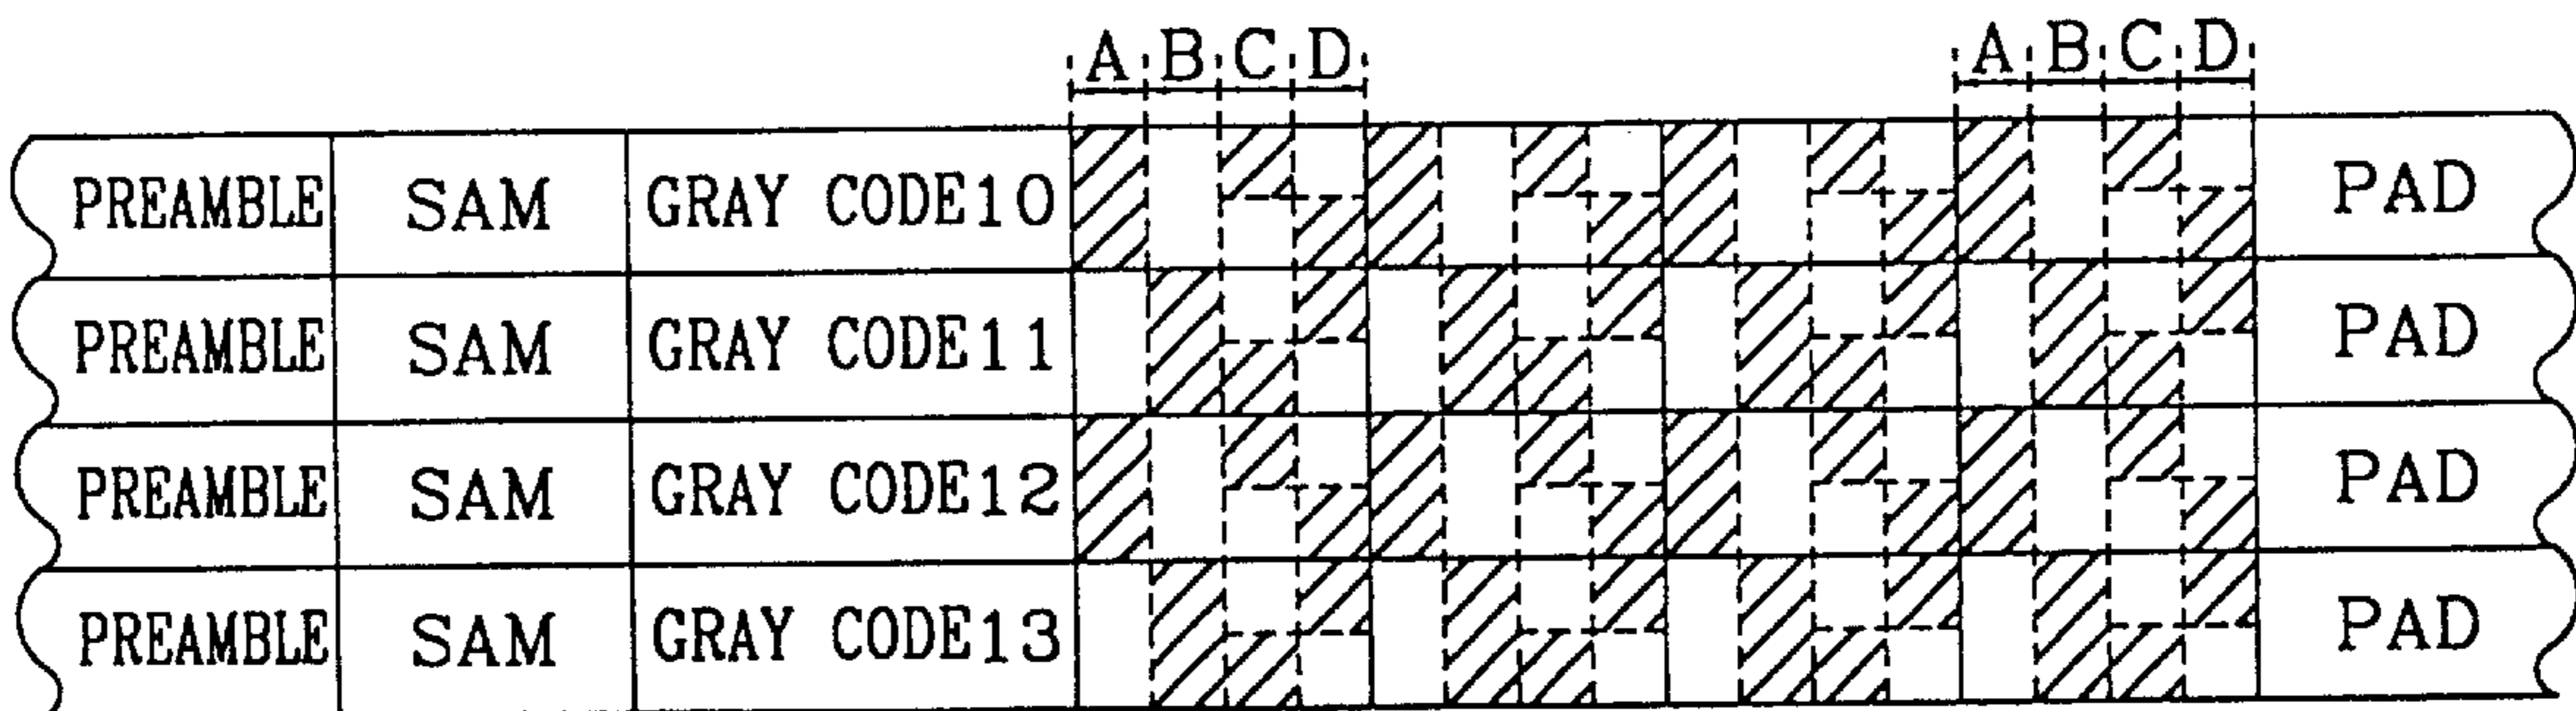 A B C D A B C D
PREAMBLE SAM GRAY CODE10 PAD
PREAMBLE SAM GRAY CODE11 PAD
PREAMBLE SAM GRAY CODE12 PAD
PREAMBLE SAM GRAY CODE13 PAD